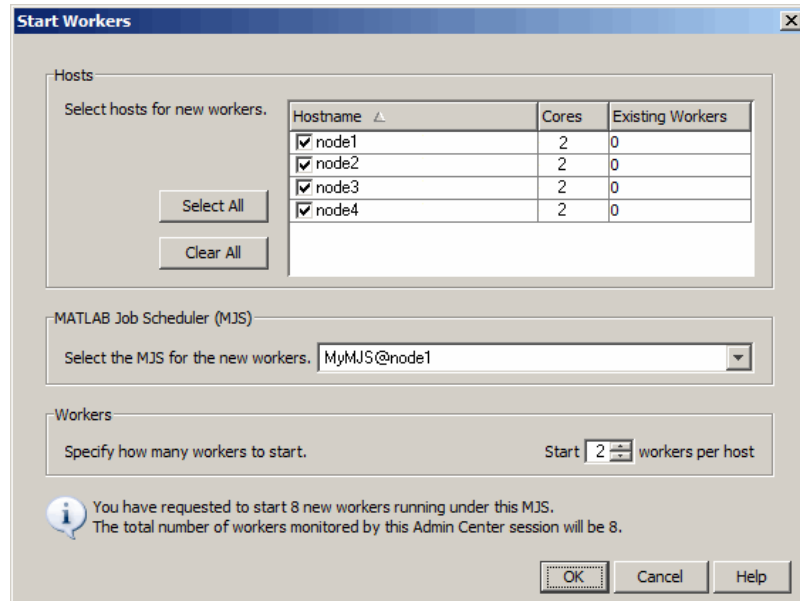 Start Workers
Hosts
Select hosts for new workers.
Hostname Cores Existing Workers
node1 2 0
node2 2 0
node3 2 0
node4 2 0
Select All
Clear All
MATLAB Job Scheduler (MJS)
Select the MJS for the new workers. MyMJS@node1
Workers
Specify how many workers to start. Start 2 workers per host
You have requested to start 8 new workers running under this MJS.
The total number of workers monitored by this Admin Center session will be 8.
OK Cancel Help